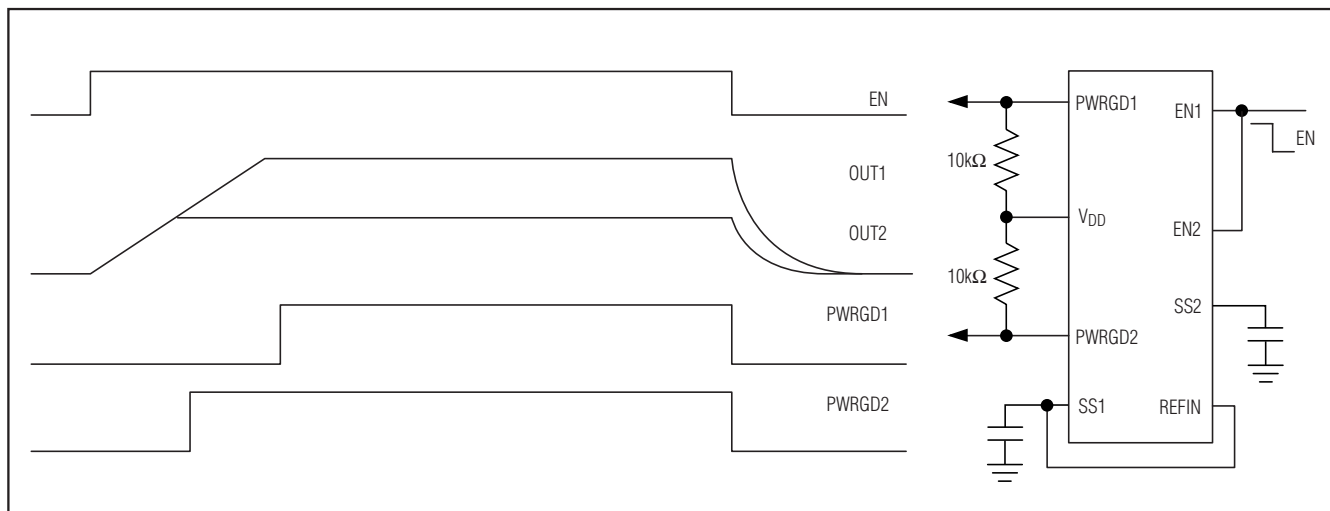 EN
OUT1
OUT2
PWRGD1
PWRGD2
PWRGD1
EN1
EN
10kΩ
VDD
EN2
10kΩ
SS2
PWRGD2
SS1
REFIN